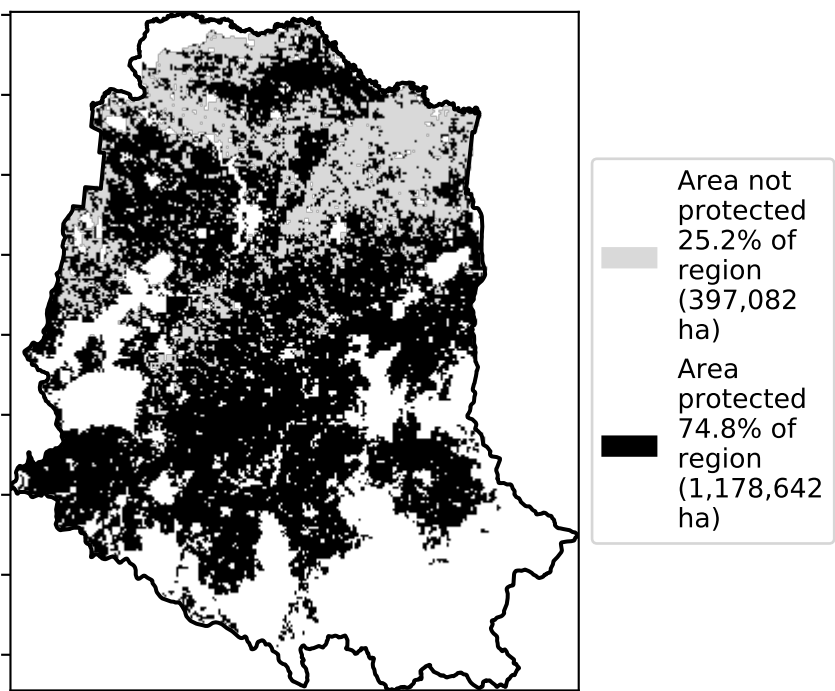 Area not
protected
25.2% of
region
(397,082
ha)
Area
protected
74.8% of
region
(1,178,642
ha)